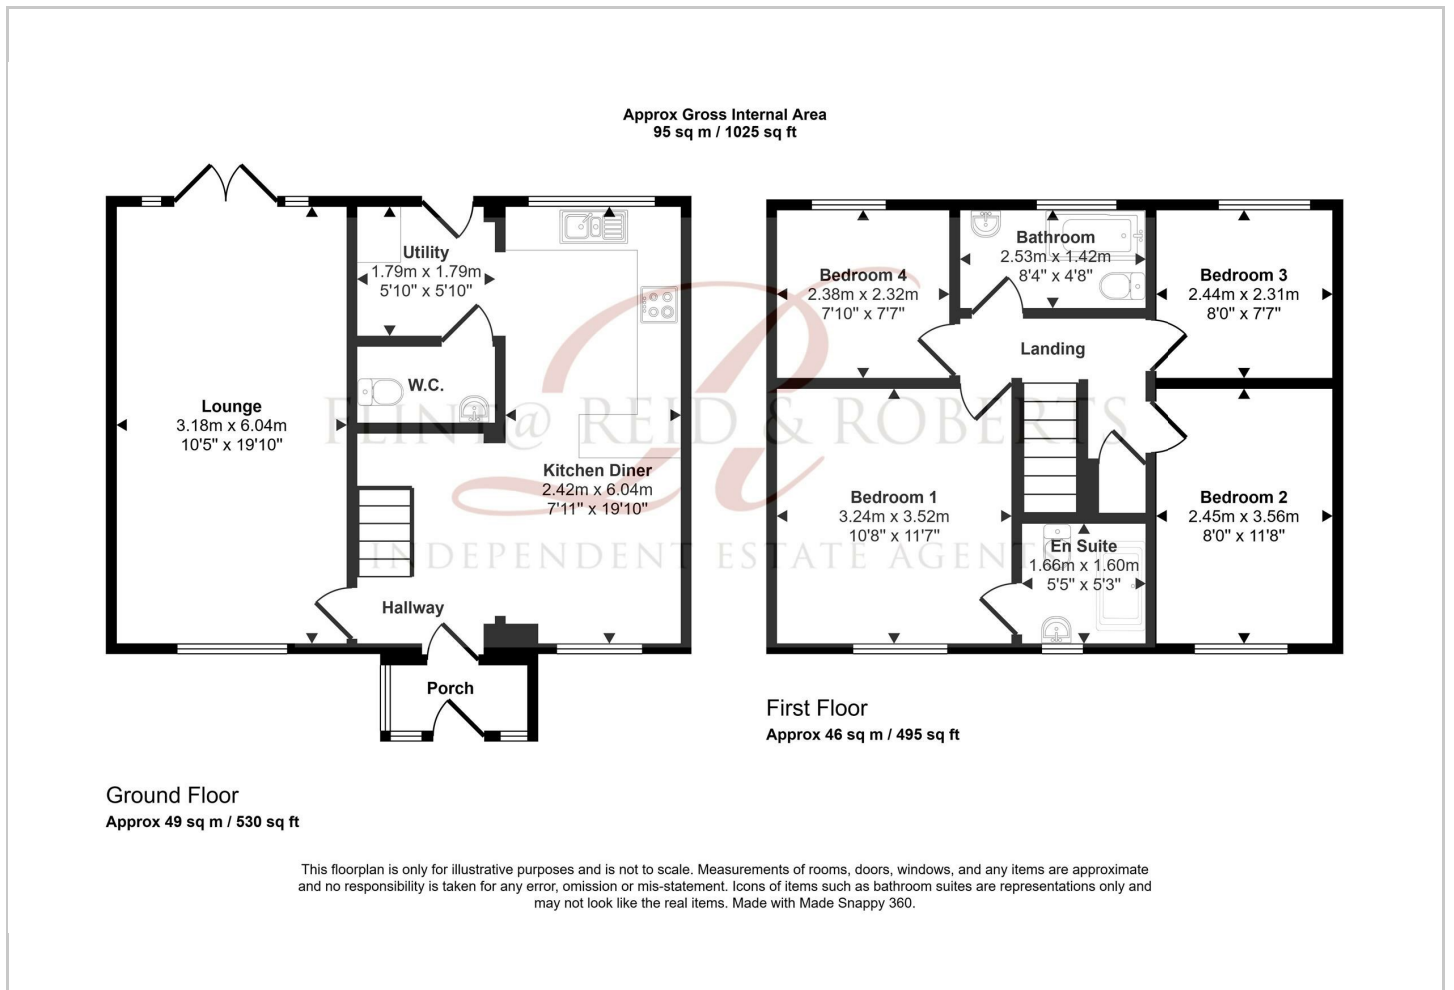 Approx Gross Internal Area
95 sq m / 1025 sq ft
Utility
1.79m x 1.79m
5'10" x 5'10"
W.C.
Lounge
3.18m x 6.04m
10'5" x 19'10"
Kitchen Diner
2.42m x 6.04m
7'11" x 19'10"
Hallway
Porch
Ground Floor
Approx 49 sq m / 530 sq ft
Bedroom 4
2.38m x 2.32m
7'10" x 7'7"
Bathroom
2.53m x 1.42m
8'4" x 4'8"
Bedroom 3
2.44m x 2.31m
8'0" x 7'7"
Landing
Bedroom 1
3.24m x 3.52m
10'8" x 11'7"
En Suite
1.66m x 1.60m
5'5" x 5'3"
Bedroom 2
2.45m x 3.56m
8'0" x 11'8"
First Floor
Approx 46 sq m / 495 sq ft
R
FLINT@ REID & ROBERTS
INDEPENDENT ESTATE AGENTS
This floorplan is only for illustrative purposes and is not to scale. Measurements of rooms, doors, windows, and any items are approximate
and no responsibility is taken for any error, omission or mis-statement. Icons of items such as bathroom suites are representations only and
may not look like the real items. Made with Made Snappy 360.